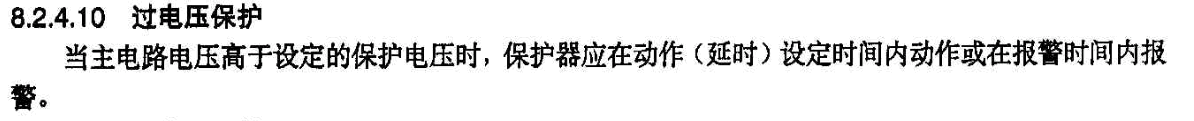 8.2.4.10 过电压保护
当主电路电压高于设定的保护电压时，保护器应在动作（延时）设定时间内动作或在报警时间内报
警。